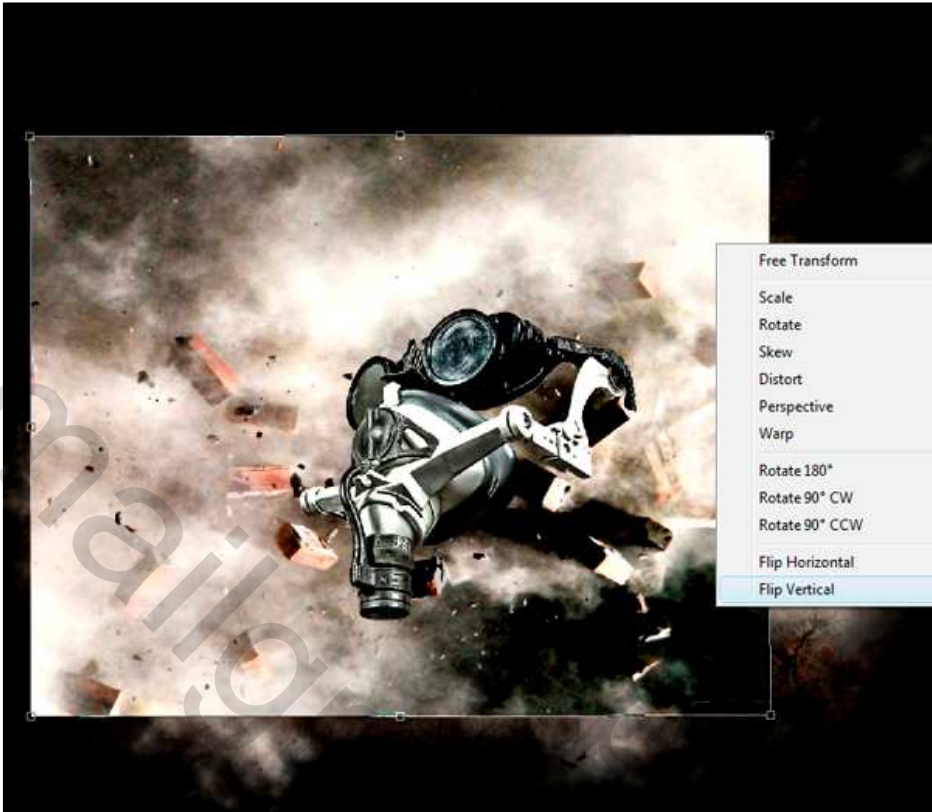 Free Transform
Scale
Rotate
Skew
Distort
Perspective
Warp
Rotate 180°
Rotate 90° CW
Rotate 90° CCW
Flip Horizontal
Flip Vertical